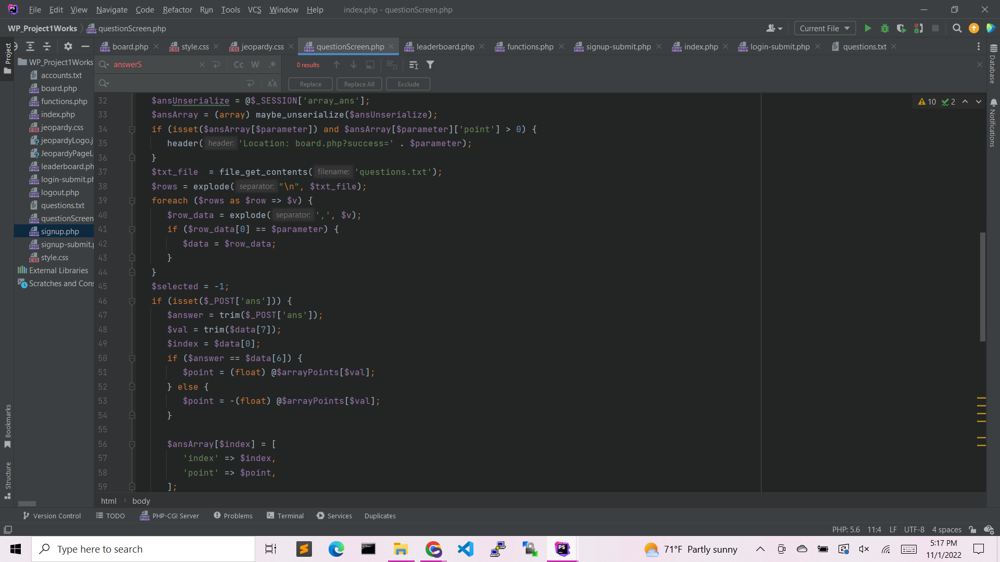 PS File Edit View Navigate Code Refactor Run Tools VCS Window Help index.php - questionScreen.php
WP_Project1Works questionScreen.php Current File
board.php style.css jeopardy.css questionScreen.php leaderboard.php functions.php signup-submit.php index.php login-submit.php questions.txt
answerS Cc W .* 0 results
Replace Replace All Exclude
Project
WP_Project1Works
accounts.txt
board.php
functions.php
index.php
jeopardy.css
jeopardyLogo.j
JeopardyPageL
leaderboard.ph
login-submit.ph
logout.php
questions.txt
questionScreen
signup.php
signup-submit.p
style.css
External Libraries
Scratches and Cons
Bookmarks
Structure
32 $ansUnserialize = @$_SESSION['array_ans'];
33 $ansArray = (array) maybe_unserialize($ansUnserialize);
34 if (isset($ansArray[$parameter]) and $ansArray[$parameter]['point'] > 0) {
35 header( header: 'Location: board.php?success=' . $parameter);
36 }
37 $txt_file  = file_get_contents( filename: 'questions.txt');
38 $rows = explode( separator: "\n", $txt_file);
39 foreach ($rows as $row => $v) {
40 $row_data = explode( separator: ',', $v);
41 if ($row_data[0] == $parameter) {
42 $data = $row_data;
43 }
44 }
45 $selected = -1;
46 if (isset($_POST['ans'])) {
47 $answer = trim($_POST['ans']);
48 $val = trim($data[7]);
49 $index = $data[0];
50 if ($answer == $data[6]) {
51 $point = (float) @$arrayPoints[$val];
52 } else {
53 $point = -(float) @$arrayPoints[$val];
54 }
55
56 $ansArray[$index] = [
57 'index' => $index,
58 'point' => $point,
59 ];
10 2
Database
Notifications
html body
Version Control TODO PHP-CGI Server Problems Terminal Services Duplicates
PHP: 5.6 11:4 LF UTF-8 4 spaces
Type here to search
71°F Partly sunny
5:17 PM
11/1/2022